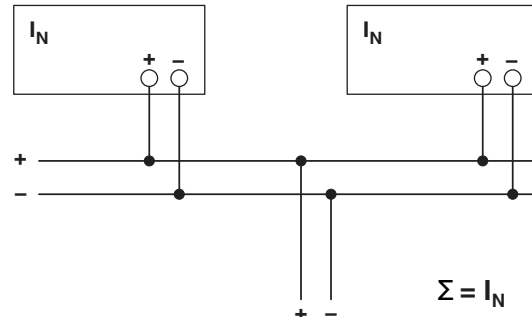 I_N I_N
+ − + −
+
−
Σ = I_N
+ −